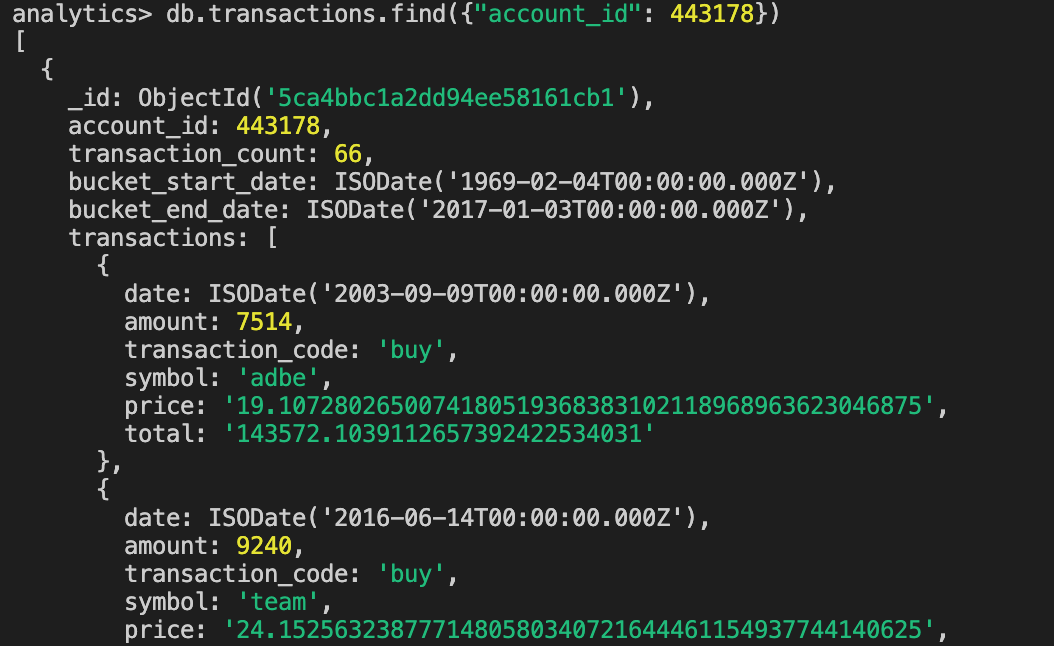 analytics> db.transactions.find({"account_id": 443178})
[
  {
    _id: ObjectId('5ca4bbc1a2dd94ee58161cb1'),
    account_id: 443178,
    transaction_count: 66,
    bucket_start_date: ISODate('1969-02-04T00:00:00.000Z'),
    bucket_end_date: ISODate('2017-01-03T00:00:00.000Z'),
    transactions: [
      {
        date: ISODate('2003-09-09T00:00:00.000Z'),
        amount: 7514,
        transaction_code: 'buy',
        symbol: 'adbe',
        price: '19.1072802650074180519368383102118968963623046875',
        total: '143572.1039112657392422534031'
      },
      {
        date: ISODate('2016-06-14T00:00:00.000Z'),
        amount: 9240,
        transaction_code: 'buy',
        symbol: 'team',
        price: '24.1525632387771480580340721644461154937744140625',